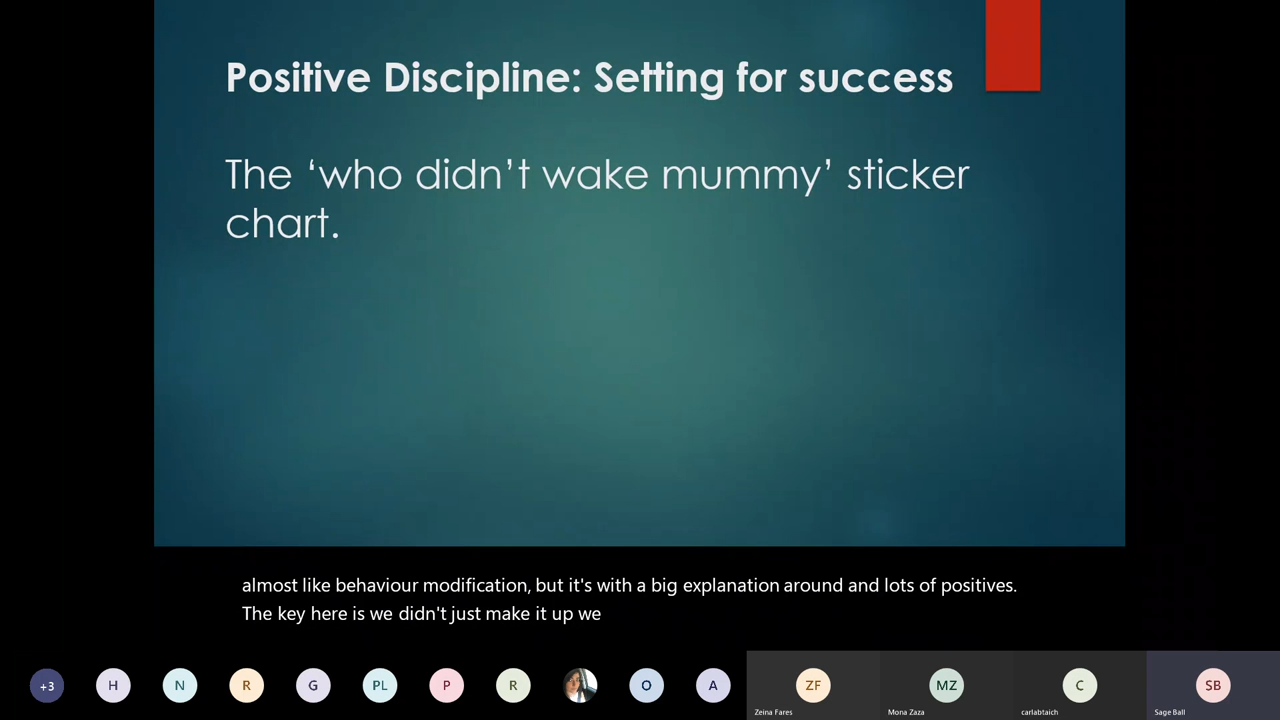 Positive Discipline: Setting for success
The ‘who didn’t wake mummy’ sticker
chart.
almost like behaviour modification, but it's with a big explanation around and lots of positives.
The key here is we didn't just make it up we
+3 H N R G PL P R O A ZF MZ C SB
Zeina Fares Mona Zaza carlabtaich Sage Ball